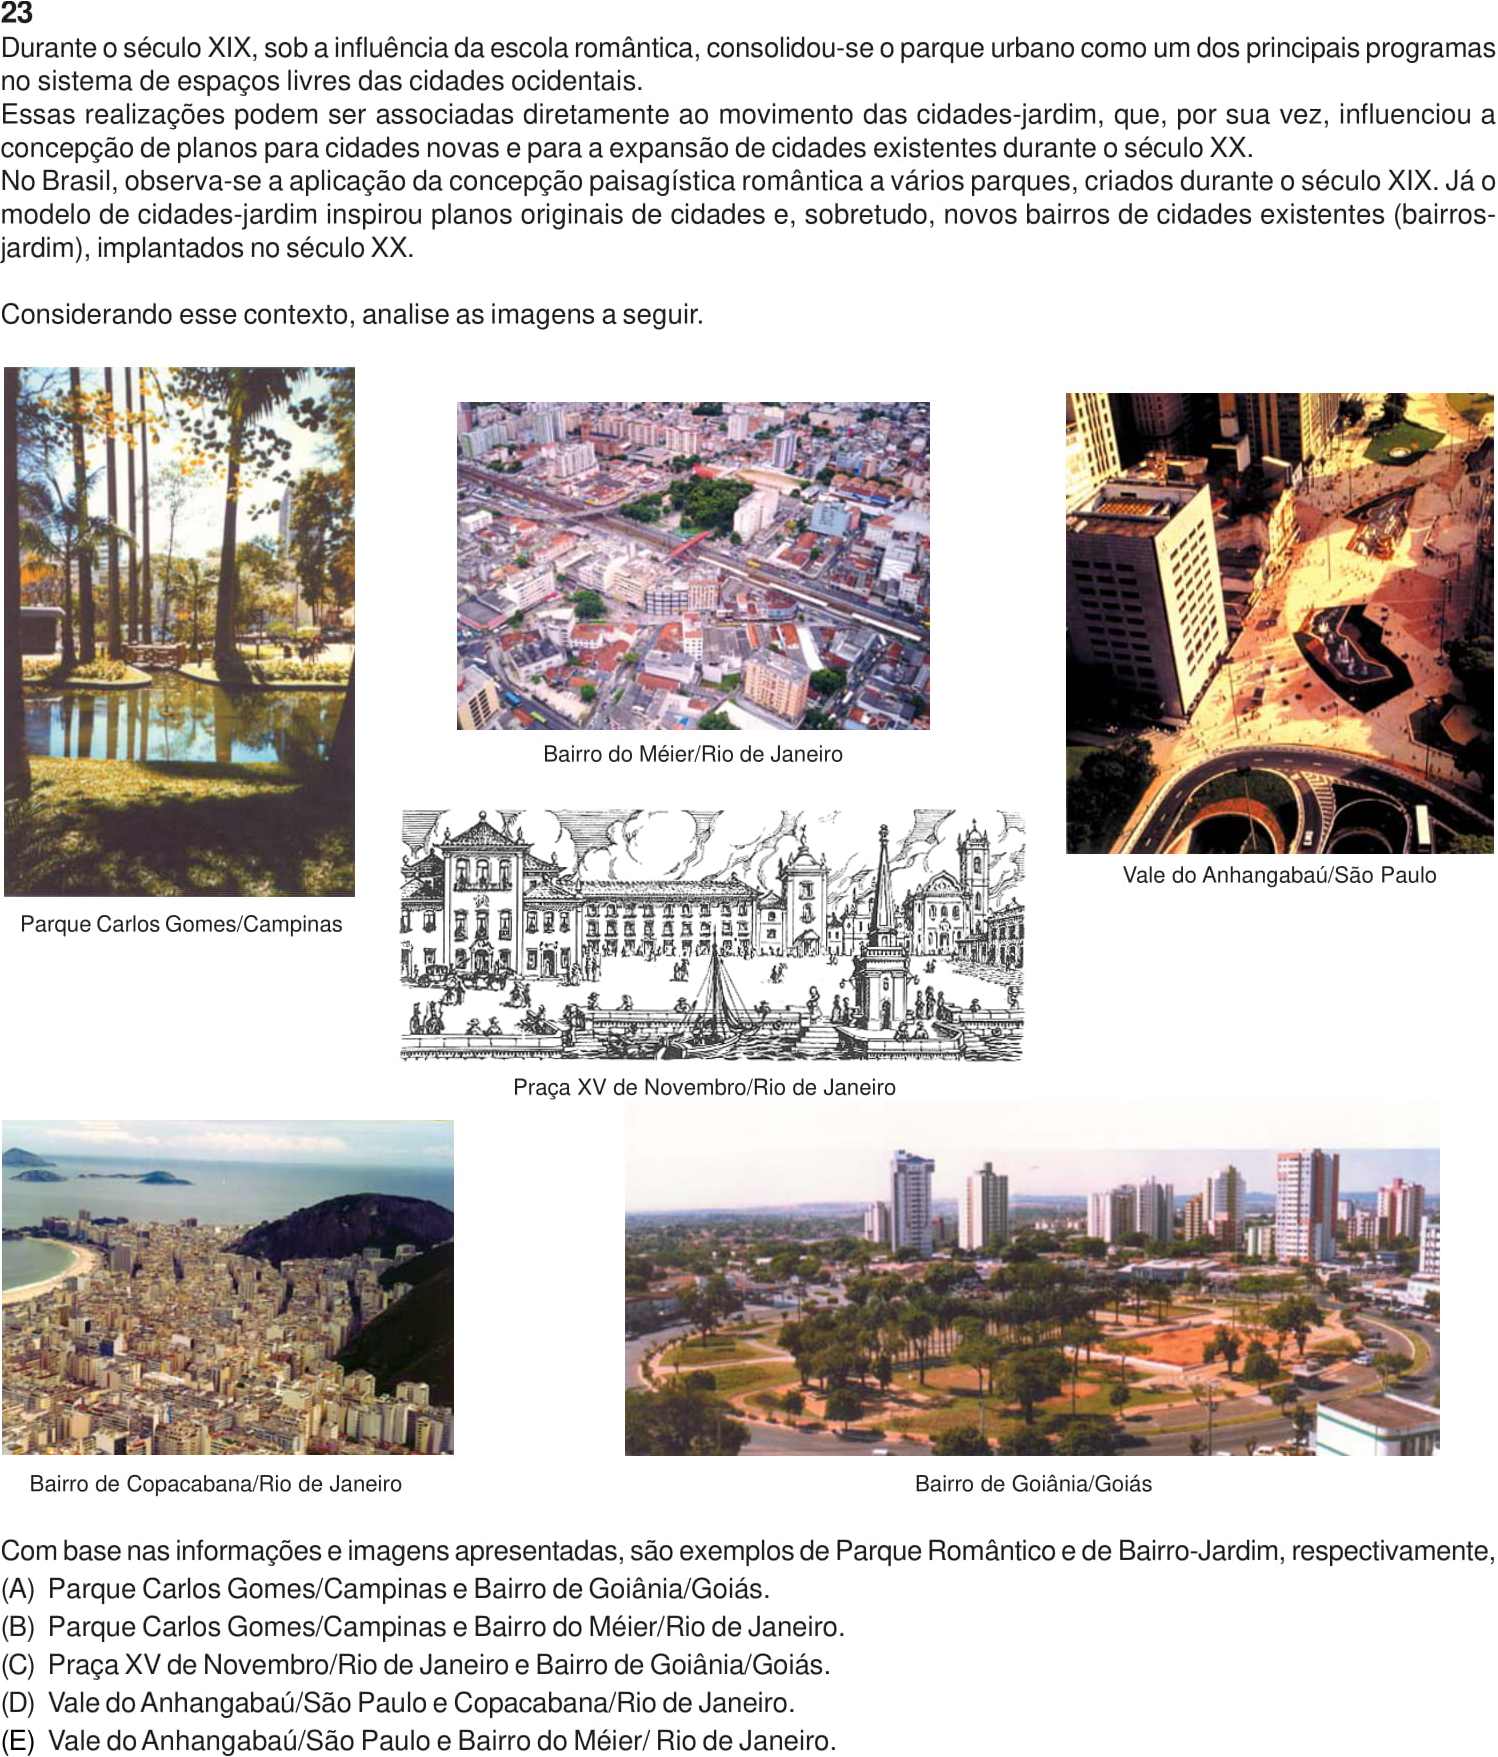 23
Durante o século XIX, sob a influência da escola romântica, consolidou-se o parque urbano como um dos principais programas
no sistema de espaços livres das cidades ocidentais.
Essas realizações podem ser associadas diretamente ao movimento das cidades-jardim, que, por sua vez, influenciou a
concepção de planos para cidades novas e para a expansão de cidades existentes durante o século XX.
No Brasil, observa-se a aplicação da concepção paisagística romântica a vários parques, criados durante o século XIX. Já o
modelo de cidades-jardim inspirou planos originais de cidades e, sobretudo, novos bairros de cidades existentes (bairros-
jardim), implantados no século XX.
Considerando esse contexto, analise as imagens a seguir.
Bairro do Méier/Rio de Janeiro
Vale do Anhangabaú/São Paulo
Parque Carlos Gomes/Campinas
Praça XV de Novembro/Rio de Janeiro
Bairro de Copacabana/Rio de Janeiro
Bairro de Goiânia/Goiás
Com base nas informações e imagens apresentadas, são exemplos de Parque Romântico e de Bairro-Jardim, respectivamente,
(A) Parque Carlos Gomes/Campinas e Bairro de Goiânia/Goiás.
(B) Parque Carlos Gomes/Campinas e Bairro do Méier/Rio de Janeiro.
(C) Praça XV de Novembro/Rio de Janeiro e Bairro de Goiânia/Goiás.
(D) Vale do Anhangabaú/São Paulo e Copacabana/Rio de Janeiro.
(E) Vale do Anhangabaú/São Paulo e Bairro do Méier/ Rio de Janeiro.